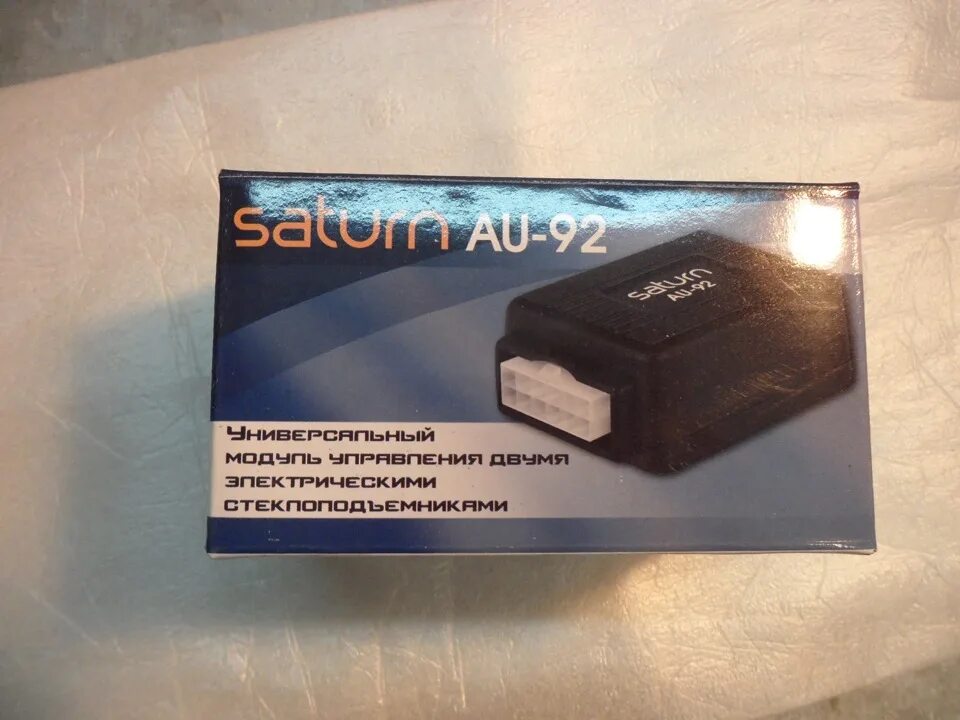 saturn AU-92
saturn
AU-92
Универсальный
модуль управления двумя
электрическими
стеклоподъемниками